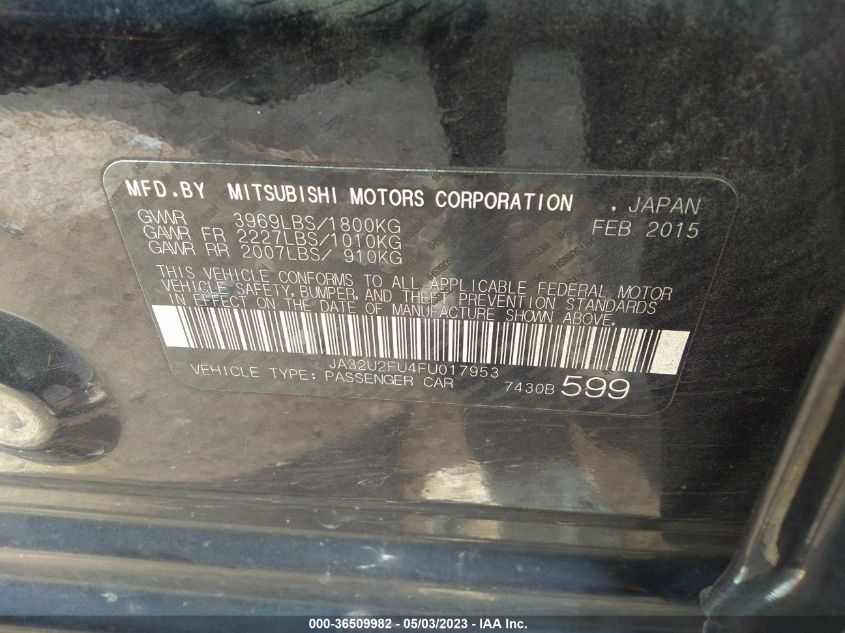 MFD.BY MITSUBISHI MOTORS CORPORATION , JAPAN
GWWR 3969LBS/1800KG FEB 2015
GAWR FR 2227LBS/1010KG
GAWR RR 2007LBS/ 910KG
THIS VEHICLE CONFORMS TO ALL APPLICABLE FEDERAL MOTOR
VEHICLE SAFETY, BUMPER, AND THEFT PREVENTION STANDARDS
IN EFFECT ON THE DATE OF MANUFACTURE SHOWN ABOVE.
JA32U2FU4FU017953
VEHICLE TYPE: PASSENGER CAR 7430B 599
000-36509982 - 05/03/2023 - IAA Inc.